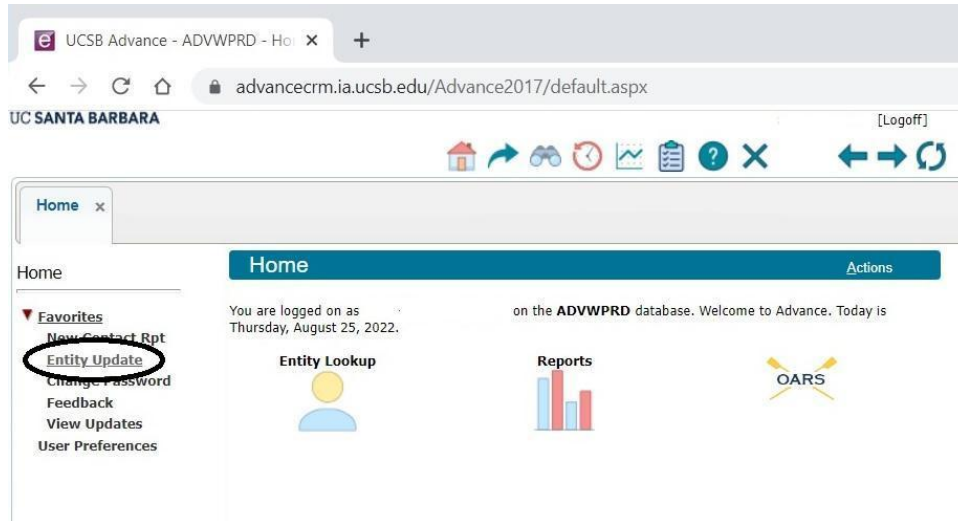 UCSB Advance - ADVWPRD - Ho
advancecrm.ia.ucsb.edu/Advance2017/default.aspx
UC SANTA BARBARA
[Logoff]
Home
Home
Home
Actions
Favorites
New Contact Rpt
Entity Update
Change Password
Feedback
View Updates
User Preferences
You are logged on as on the ADVWPRD database. Welcome to Advance. Today is
Thursday, August 25, 2022.
Entity Lookup
Reports
OARS